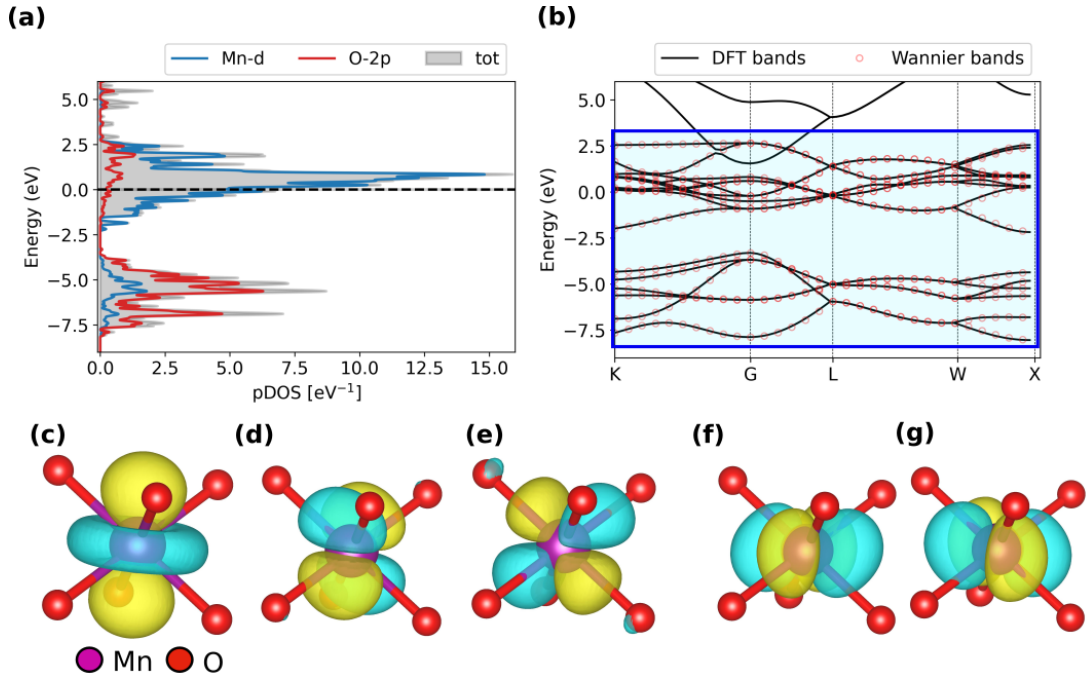 (a)
(b)
Mn-d O-2p tot
DFT bands Wannier bands
5.0
2.5
0.0
−2.5
−5.0
−7.5
Energy (eV)
0.0 2.5 5.0 7.5 10.0 12.5 15.0
pDOS [eV⁻¹]
5.0
2.5
0.0
−2.5
−5.0
−7.5
Energy (eV)
K G L W X
(c) (d) (e) (f) (g)
Mn O